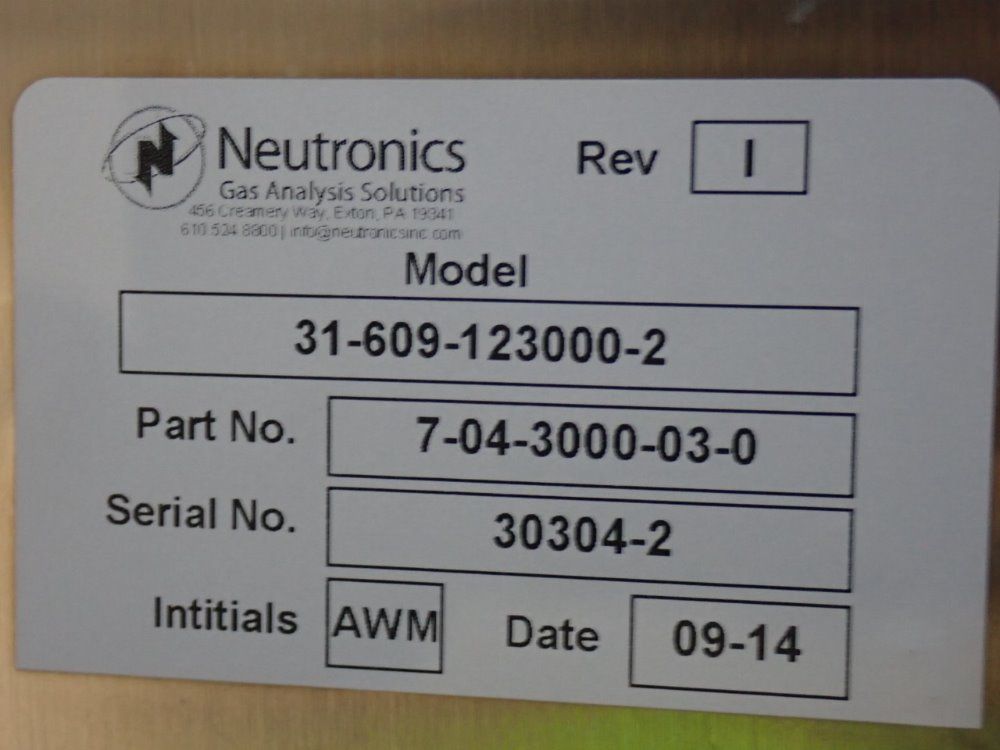 Neutronics
Gas Analysis Solutions
456 Creamery Way, Exton, PA 19341
610 524 8800 | info@neutronicsinc.com
Rev I
Model
31-609-123000-2
Part No. 7-04-3000-03-0
Serial No. 30304-2
Intitials AWM Date 09-14